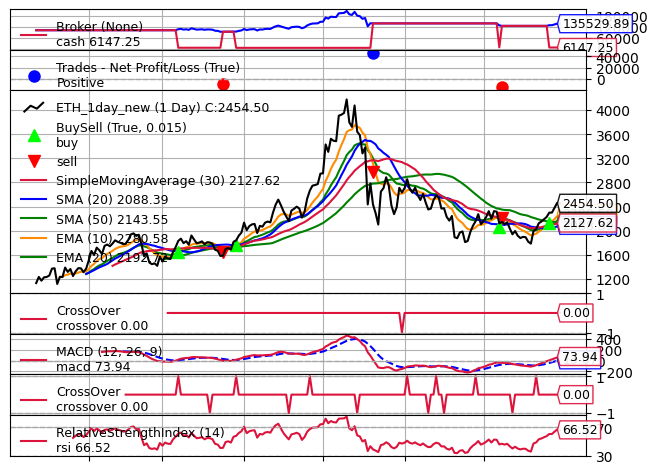 Broker (None)
cash 6147.25
135529.89
6147.25
Trades - Net Profit/Loss (True)
Positive
40000
20000
0
ETH_1day_new (1 Day) C:2454.50
BuySell (True, 0.015)
buy
sell
SimpleMovingAverage (30) 2127.62
SMA (20) 2088.39
SMA (50) 2143.55
EMA (10)
EMA (20)
4000
3600
3200
2800
2454.50
2127.62
1600
1200
CrossOver
crossover 0.00
1
0.00
−1
MACD (12, 26, 9)
macd 73.94
400
200
73.94
−200
CrossOver
crossover 0.00
1
0.00
−1
RelativeStrengthIndex (14)
rsi 66.52
70
66.52
30